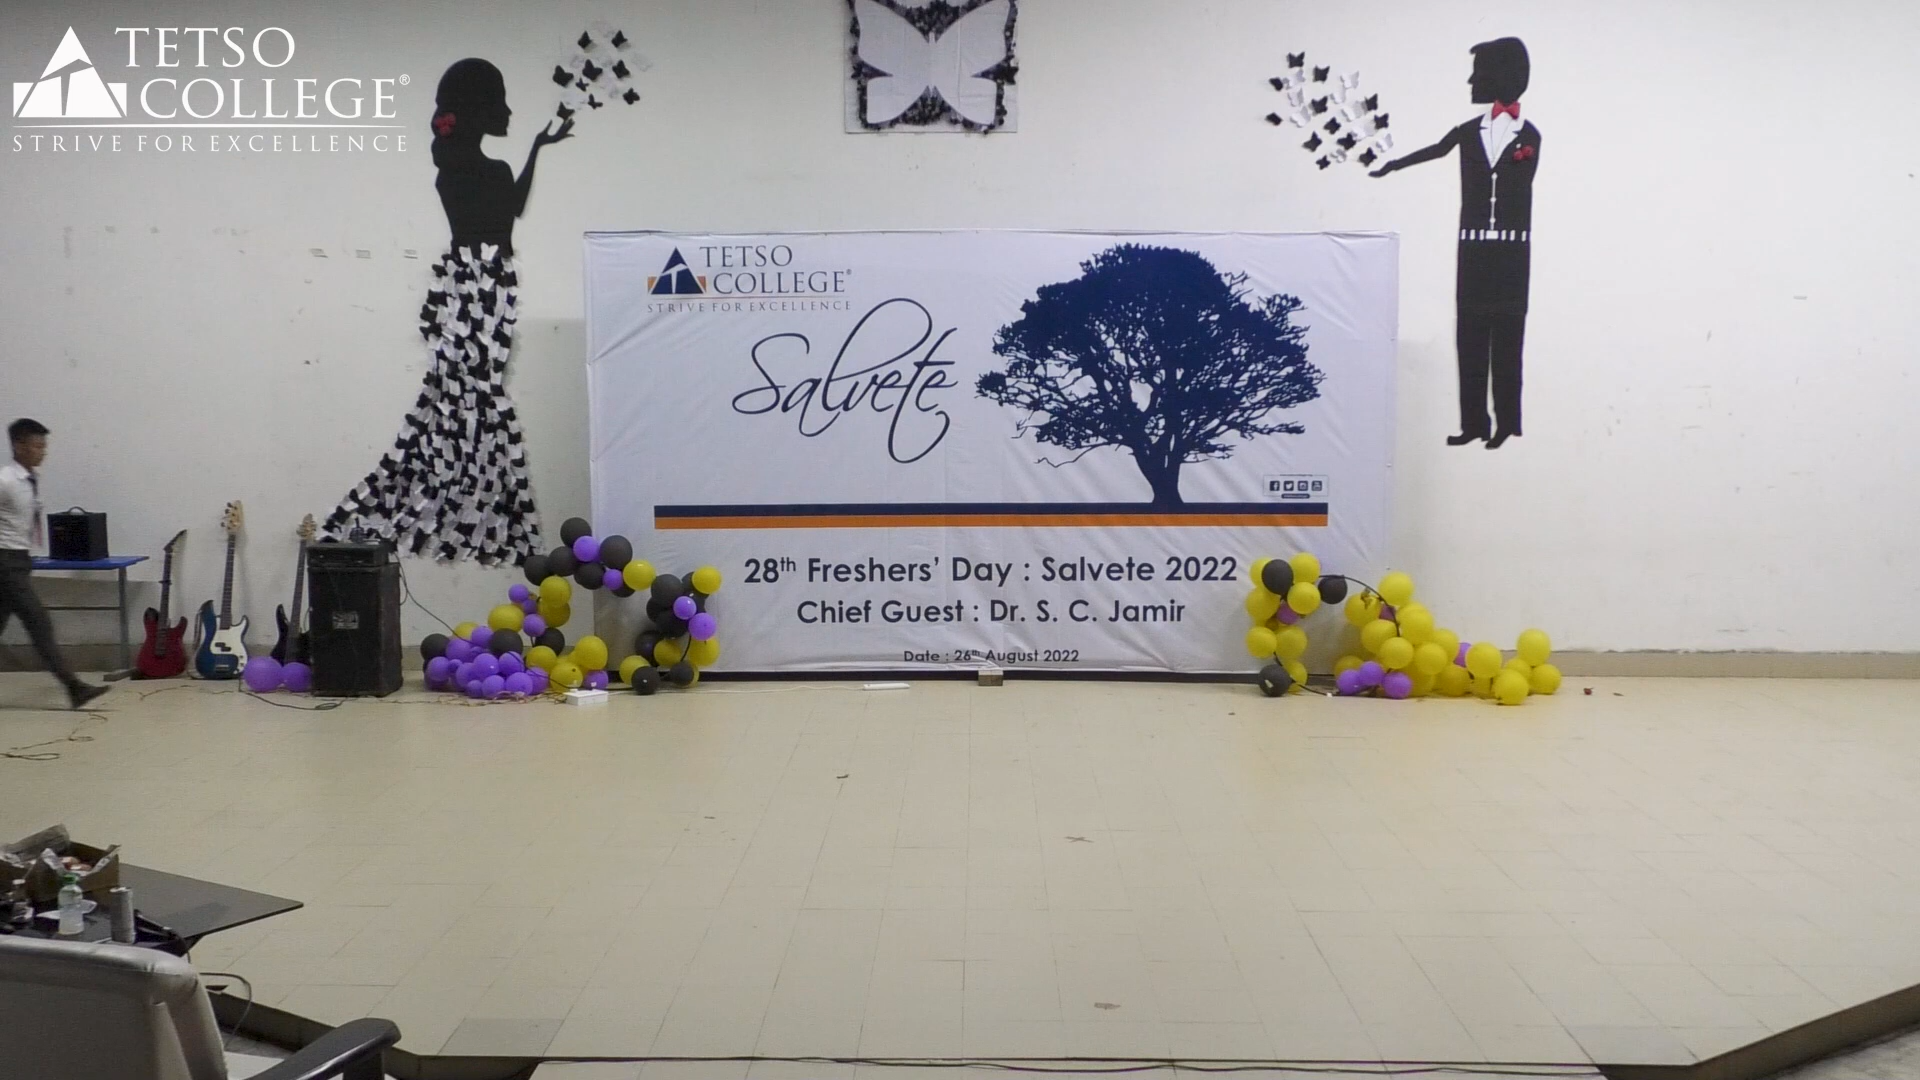 TETSO
COLLEGE®
STRIVE FOR EXCELLENCE
TETSO
COLLEGE®
STRIVE FOR EXCELLENCE
Salvete
28th Freshers' Day : Salvete 2022
Chief Guest : Dr. S. C. Jamir
Date : 26th August 2022